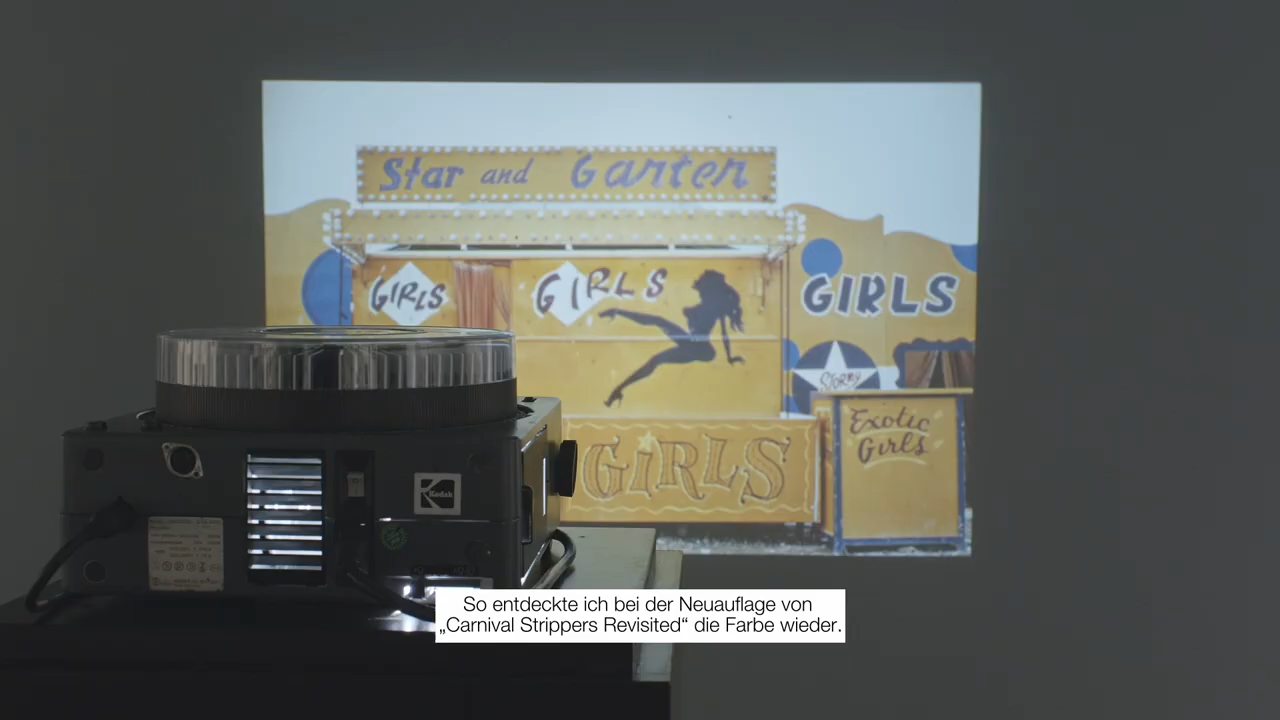 Star and Garter
GIRLS
GIRLS
GIRLS
STORBY
Exotic
Girls
GIRLS
Kodak
So entdeckte ich bei der Neuauflage von
„Carnival Strippers Revisited“ die Farbe wieder.